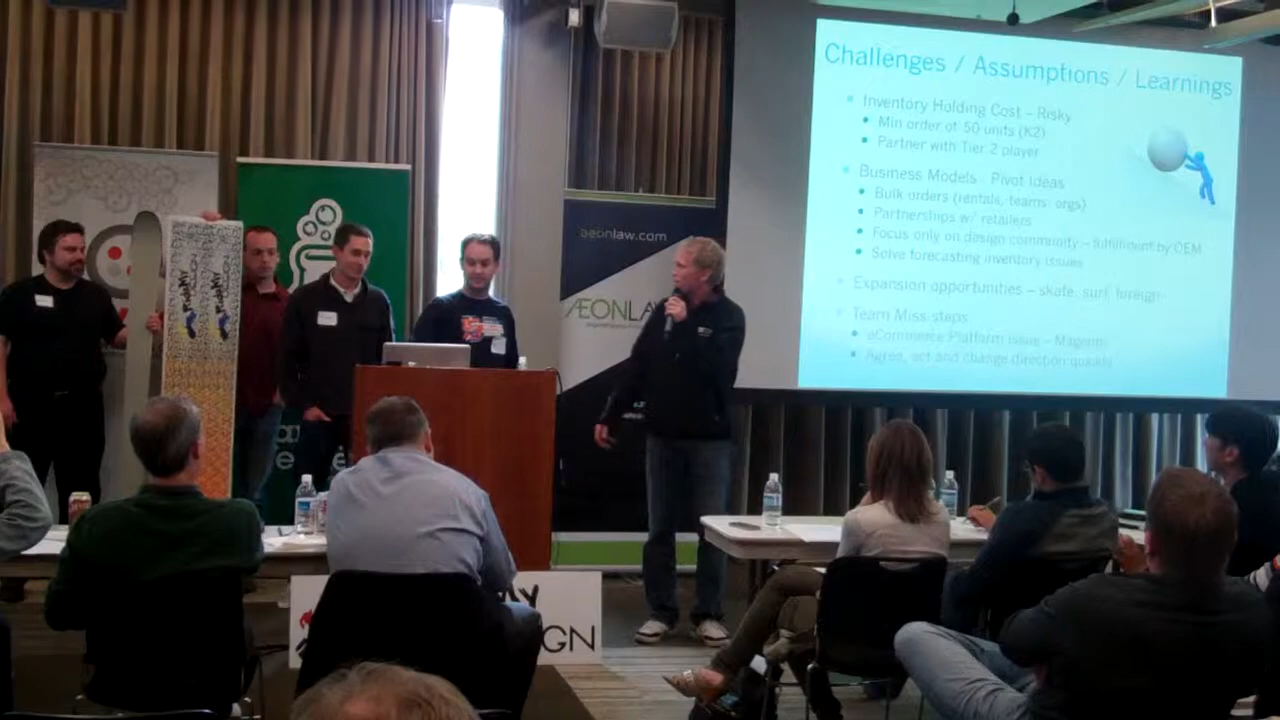 Challenges / Assumptions / Learnings
Inventory Holding Cost – Risky
Min order of 50 units (K2)
Partner with Tier 2 player
Business Models - Pivot Ideas
Bulk orders (rentals, teams, orgs)
Partnerships w/ retailers
Focus only on design community – fulfillment by OEM
Solve forecasting inventory issues
Expansion opportunities – skate, surf, foreign
Team Miss-steps
eCommerce Platform issue –
Agree, act and change direction quickly
aeonlaw.com
ÆONLA
MY
GN